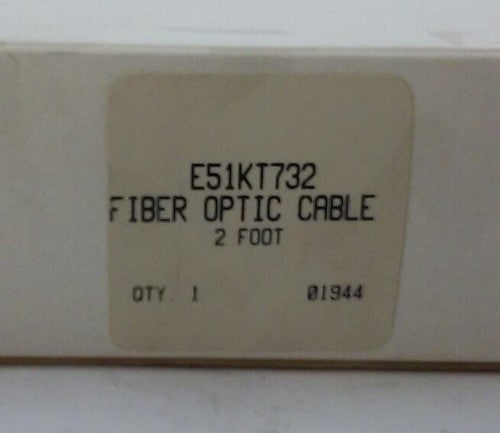 E51KT732
FIBER OPTIC CABLE
2 FOOT
QTY 1 01944